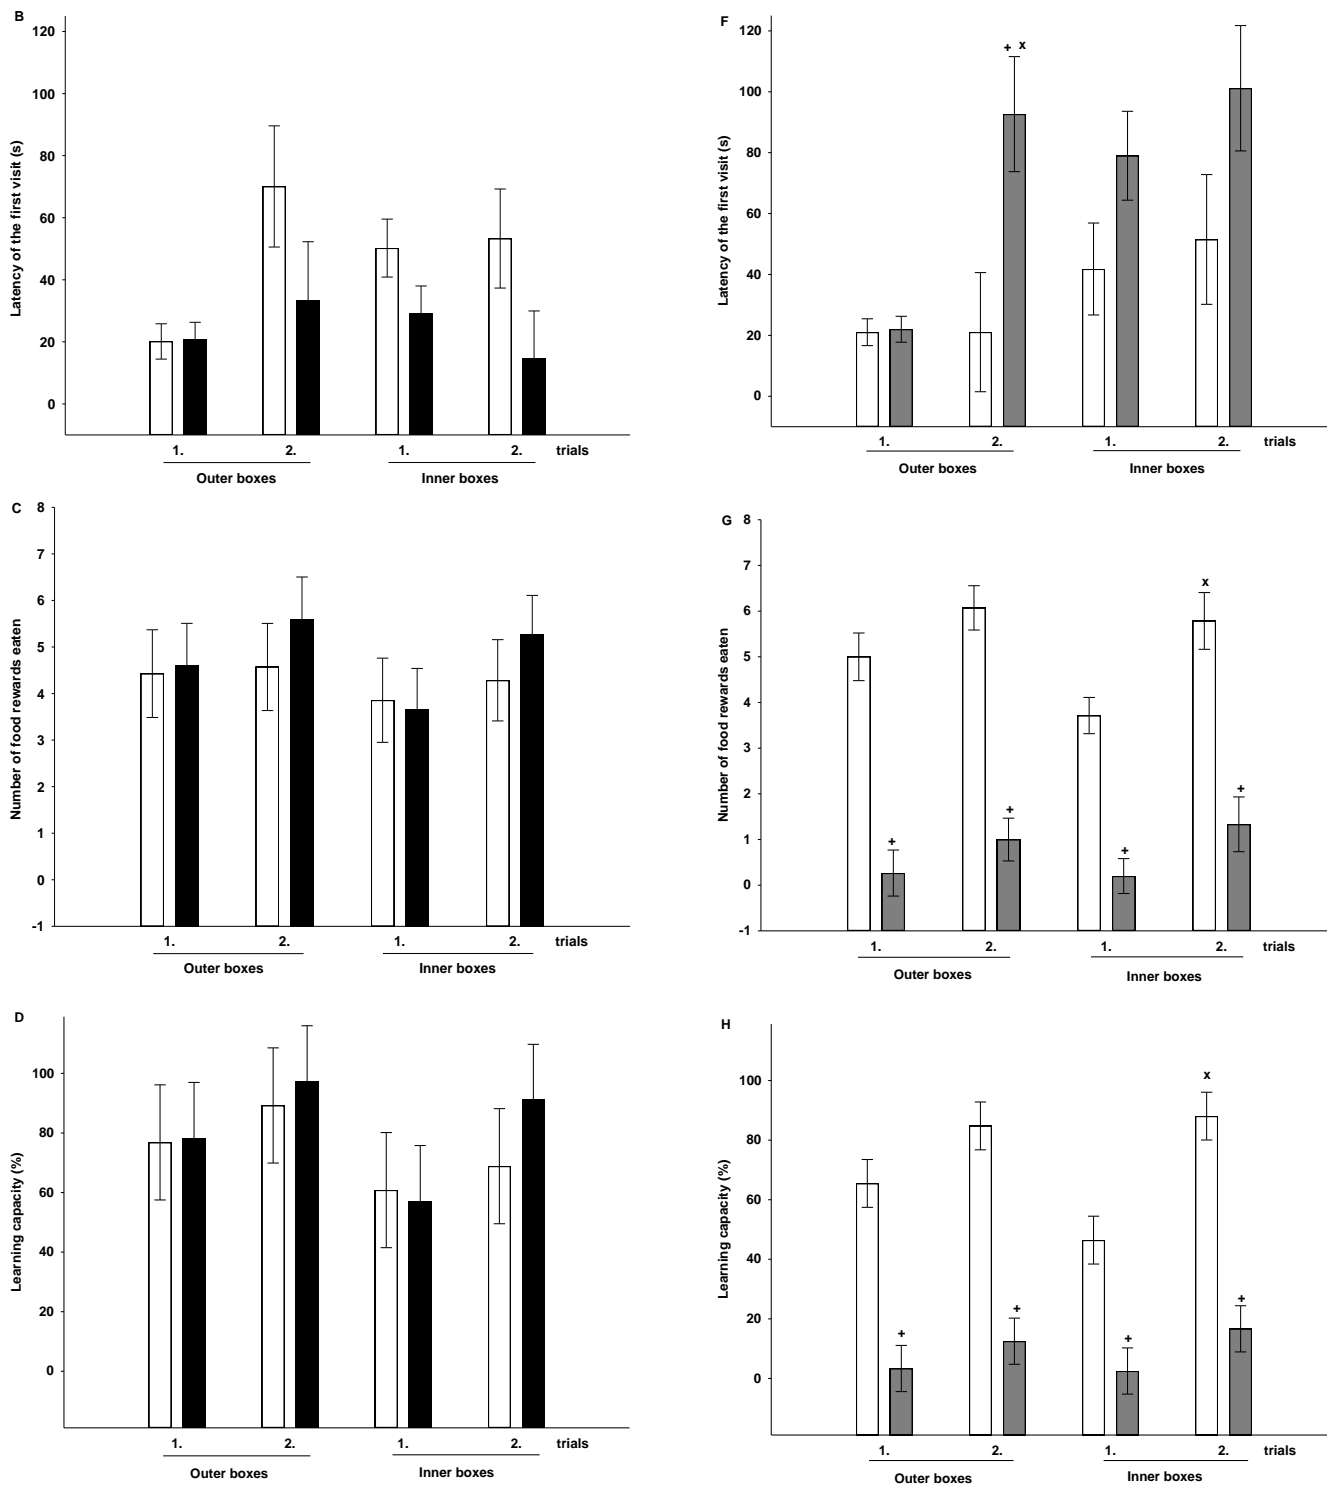 B
120
100
80
60
40
20
0
Latency of the first visit (s)
1. 2. 1. 2. trials
Outer boxes Inner boxes
F
120
100
80
60
40
20
0
Latency of the first visit (s)
+ x
1. 2. 1. 2. trials
Outer boxes Inner boxes
C
8
7
6
5
4
3
2
1
0
-1
Number of food rewards eaten
1. 2. 1. 2. trials
Outer boxes Inner boxes
G
8
7
6
5
4
3
2
1
0
-1
Number of food rewards eaten
x
+ + + +
1. 2. 1. 2. trials
Outer boxes Inner boxes
D
100
80
60
40
20
0
Learning capacity (%)
1. 2. 1. 2. trials
Outer boxes Inner boxes
H
100
80
60
40
20
0
Learning capacity (%)
x
+ + + +
1. 2. 1. 2. trials
Outer boxes Inner boxes